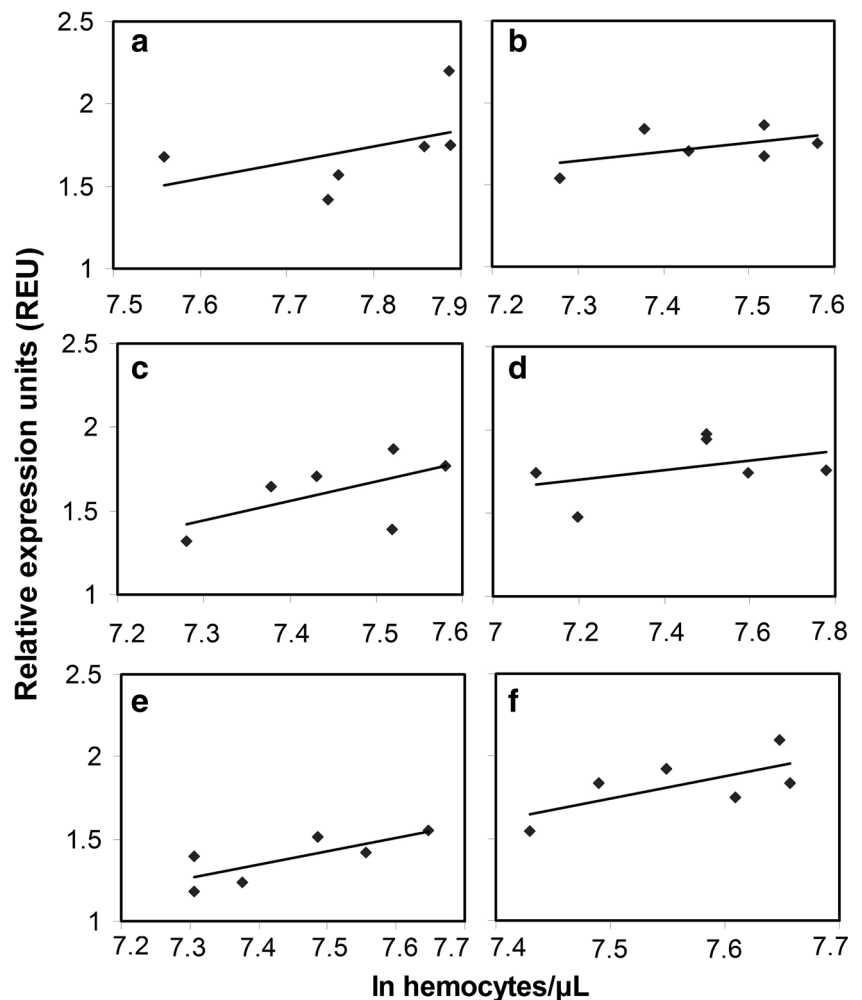 Relative expression units (REU)
a
b
2.5
2
1.5
1
7.5 7.6 7.7 7.8 7.9
7.2 7.3 7.4 7.5 7.6
c
d
2.5
2
1.5
1
7.2 7.3 7.4 7.5 7.6
7 7.2 7.4 7.6 7.8
e
f
2.5
2
1.5
1
7.2 7.3 7.4 7.5 7.6 7.7
7.4 7.5 7.6 7.7
ln hemocytes/μL